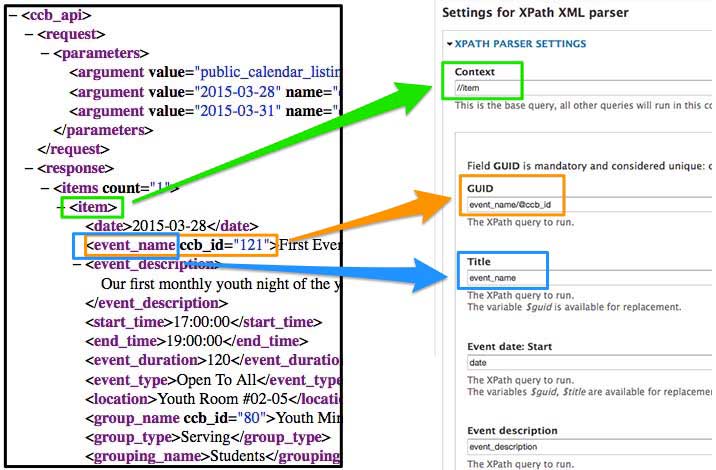 − <ccb_api>
− <request>
− <parameters>
<argument value="public_calendar_listin
<argument value="2015-03-28" name="
<argument value="2015-03-31" name="
</parameters>
</request>
− <response>
− <items count="1">
− <item>
<date>2015-03-28</date>
<event_name ccb_id="121">First Even
− <event_description>
Our first monthly youth night of the y
</event_description>
<start_time>17:00:00</start_time>
<end_time>19:00:00</end_time>
<event_duration>120</event_duration
<event_type>Open To All</event_type
<location>Youth Room #02-05</locatio
<group_name ccb_id="80">Youth Min
<group_type>Serving</group_type>
<grouping_name>Students</grouping
Settings for XPath XML parser
XPATH PARSER SETTINGS
Context
//item
This is the base query, all other queries will run in this co
Field GUID is mandatory and considered unique:
GUID
event_name/@ccb_id
The XPath query to run.
Title
event_name
The XPath query to run.
The variable $guid is available for replacement.
Event date: Start
date
The XPath query to run.
The variables $guid, $title are available for replacemen
Event description
event_description
The XPath query to run.